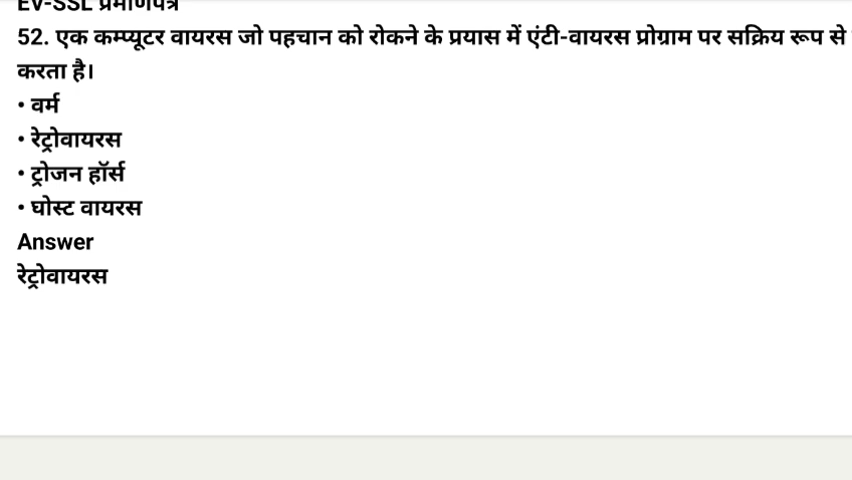 EV-SSL प्रमाणपत्र
52. एक कम्प्यूटर वायरस जो पहचान को रोकने के प्रयास में एंटी-वायरस प्रोग्राम पर सक्रिय रूप से
करता है।
• वर्म
• रेट्रोवायरस
• ट्रोजन हॉर्स
• घोस्ट वायरस
Answer
रेट्रोवायरस